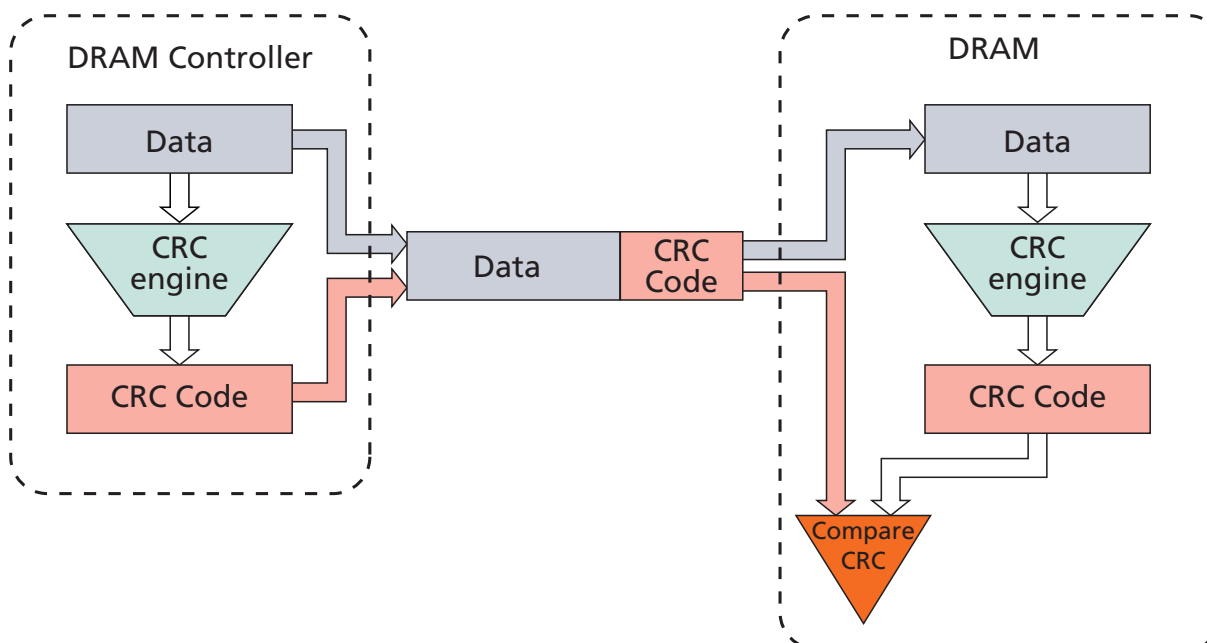 DRAM Controller
Data
CRC
engine
CRC Code
Data
CRC
Code
DRAM
Data
CRC
engine
CRC Code
Compare
CRC